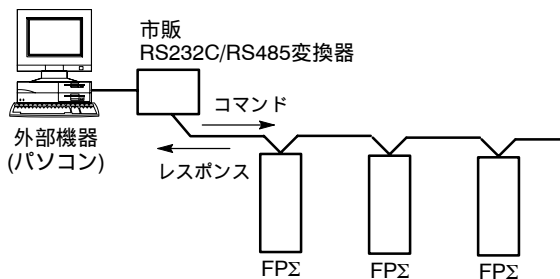 市販
RS232C/RS485変換器
コマンド
レスポンス
外部機器
(パソコン)
FPΣ
FPΣ
FPΣ